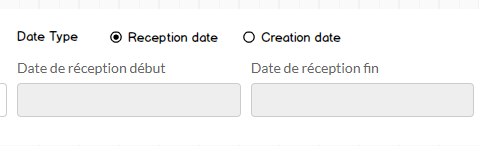 Date Type Reception date Creation date
Date de réception début Date de réception fin